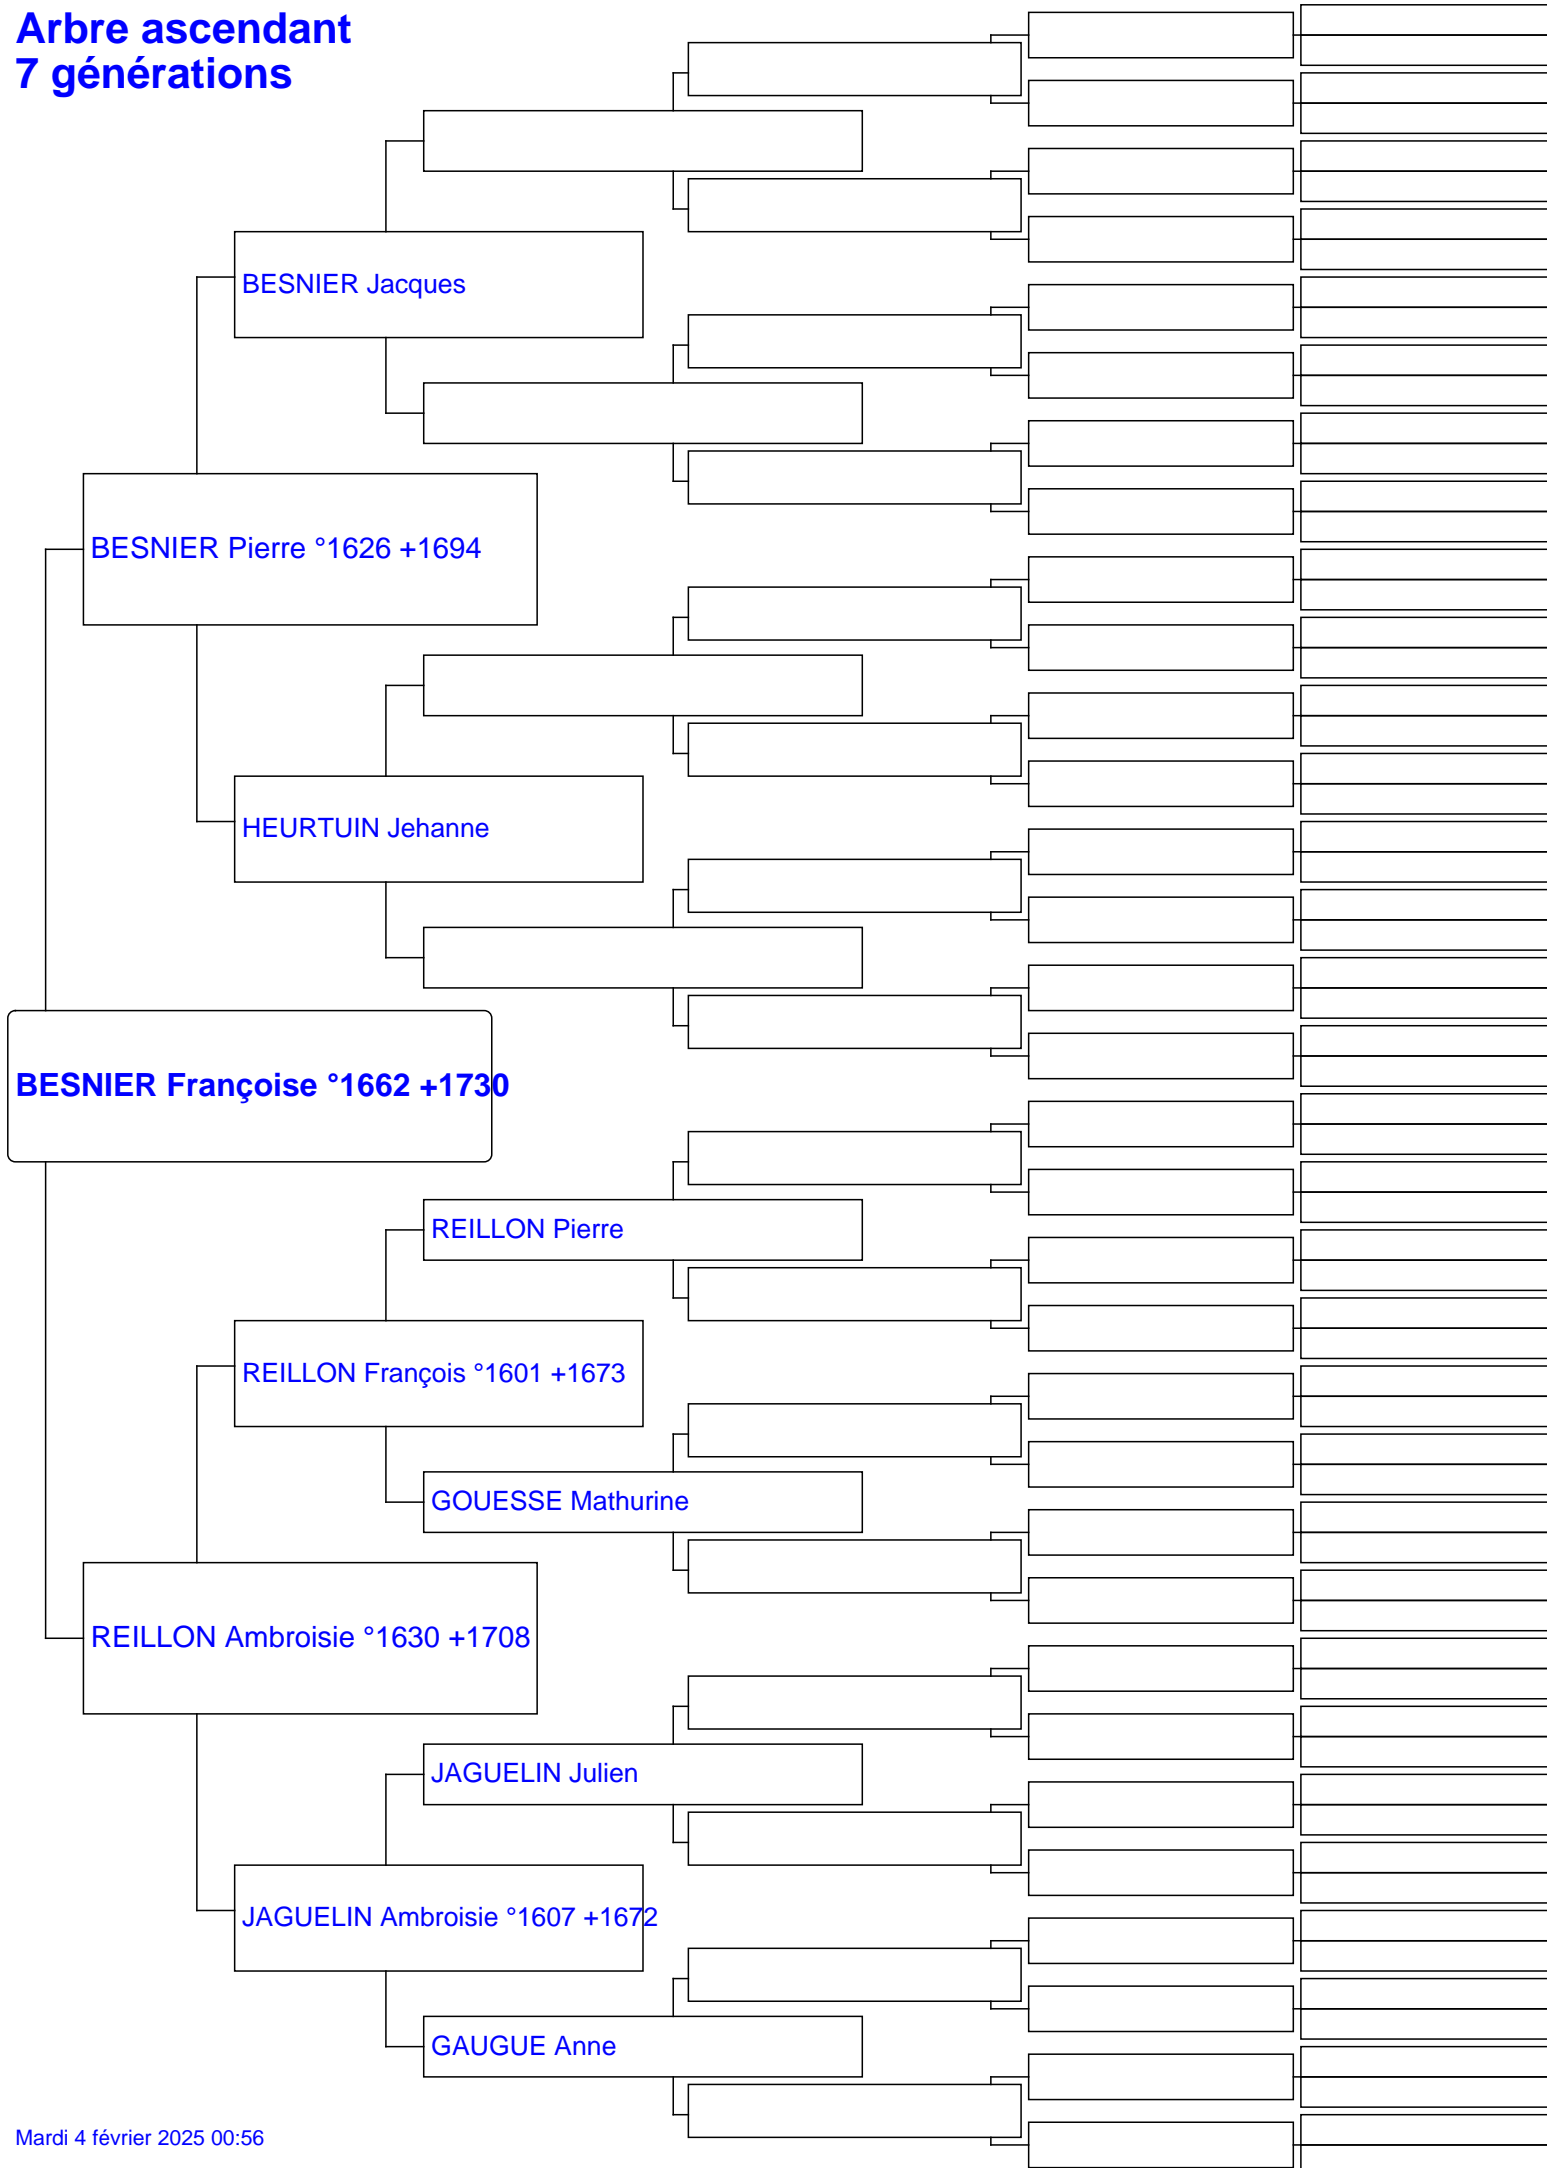 Arbre ascendant
7 générations
BESNIER Jacques
BESNIER Pierre °1626 +1694
HEURTUIN Jehanne
BESNIER Françoise °1662 +1730
REILLON Pierre
REILLON François °1601 +1673
GOUESSE Mathurine
REILLON Ambroisie °1630 +1708
JAGUELIN Julien
JAGUELIN Ambroisie °1607 +1672
GAUGUE Anne
Mardi 4 février 2025 00:56